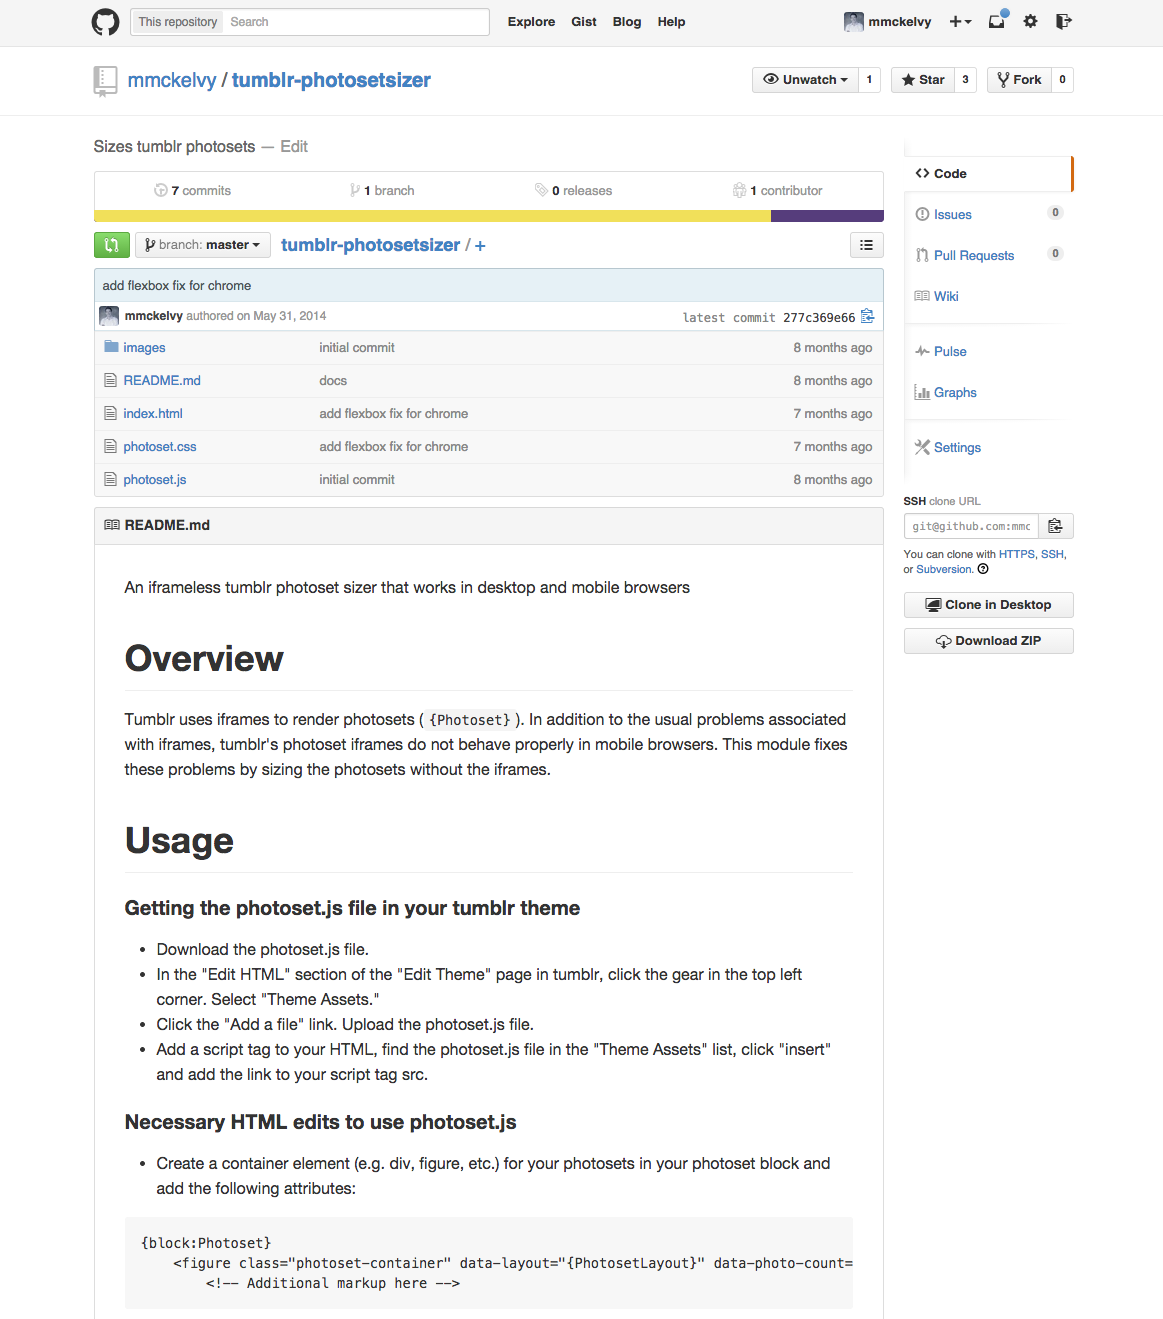 This repository Search Explore Gist Blog Help mmckelvy
mmckelvy / tumblr-photosetsizer Unwatch 1 Star 3 Fork 0
Sizes tumblr photosets — Edit
7 commits 1 branch 0 releases 1 contributor
branch: master tumblr-photosetsizer / +
add flexbox fix for chrome
mmckelvy authored on May 31, 2014 latest commit 277c369e66
images initial commit 8 months ago
README.md docs 8 months ago
index.html add flexbox fix for chrome 7 months ago
photoset.css add flexbox fix for chrome 7 months ago
photoset.js initial commit 8 months ago
README.md
An iframeless tumblr photoset sizer that works in desktop and mobile browsers
Overview
Tumblr uses iframes to render photosets ( {Photoset} ). In addition to the usual problems associated
with iframes, tumblr's photoset iframes do not behave properly in mobile browsers. This module fixes
these problems by sizing the photosets without the iframes.
Usage
Getting the photoset.js file in your tumblr theme
• Download the photoset.js file.
• In the "Edit HTML" section of the "Edit Theme" page in tumblr, click the gear in the top left
corner. Select "Theme Assets."
• Click the "Add a file" link. Upload the photoset.js file.
• Add a script tag to your HTML, find the photoset.js file in the "Theme Assets" list, click "insert"
and add the link to your script tag src.
Necessary HTML edits to use photoset.js
• Create a container element (e.g. div, figure, etc.) for your photosets in your photoset block and
add the following attributes:
{block:Photoset}
<figure class="photoset-container" data-layout="{PhotosetLayout}" data-photo-count=
<!-- Additional markup here -->
Code
Issues 0
Pull Requests 0
Wiki
Pulse
Graphs
Settings
SSH clone URL
git@github.com:mmc
You can clone with HTTPS, SSH,
or Subversion.
Clone in Desktop
Download ZIP